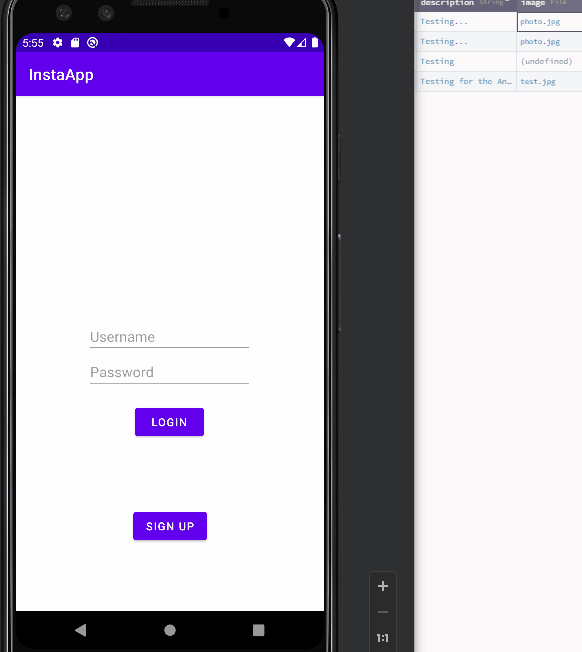 5:55
InstaApp
Username
Password
LOGIN
SIGN UP
1:1
description String
image File
Testing... photo.jpg
Testing... photo.jpg
Testing (undefined)
Testing for the An… test.jpg